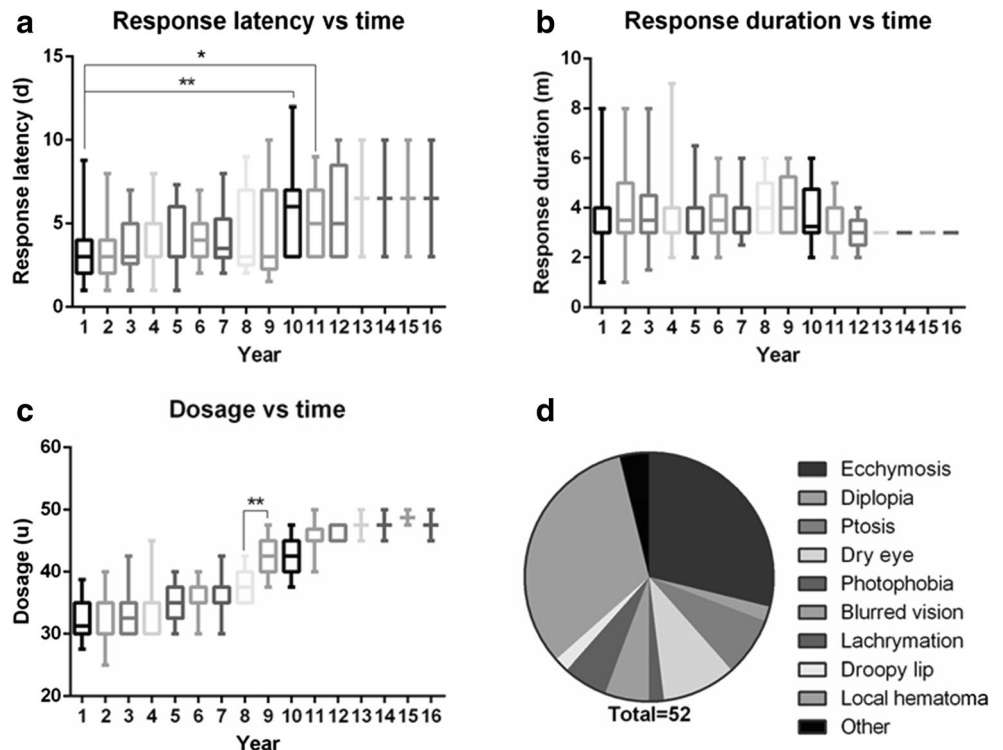 a
Response latency vs time
Response latency (d)
15
10
5
0
*
**
1 2 3 4 5 6 7 8 9 10 11 12 13 14 15 16
Year
b
Response duration vs time
Response duration (m)
10
8
6
4
2
0
1 2 3 4 5 6 7 8 9 10 11 12 13 14 15 16
Year
c
Dosage vs time
Dosage (u)
60
50
40
30
20
**
1 2 3 4 5 6 7 8 9 10 11 12 13 14 15 16
Year
d
Total=52
Ecchymosis
Diplopia
Ptosis
Dry eye
Photophobia
Blurred vision
Lachrymation
Droopy lip
Local hematoma
Other